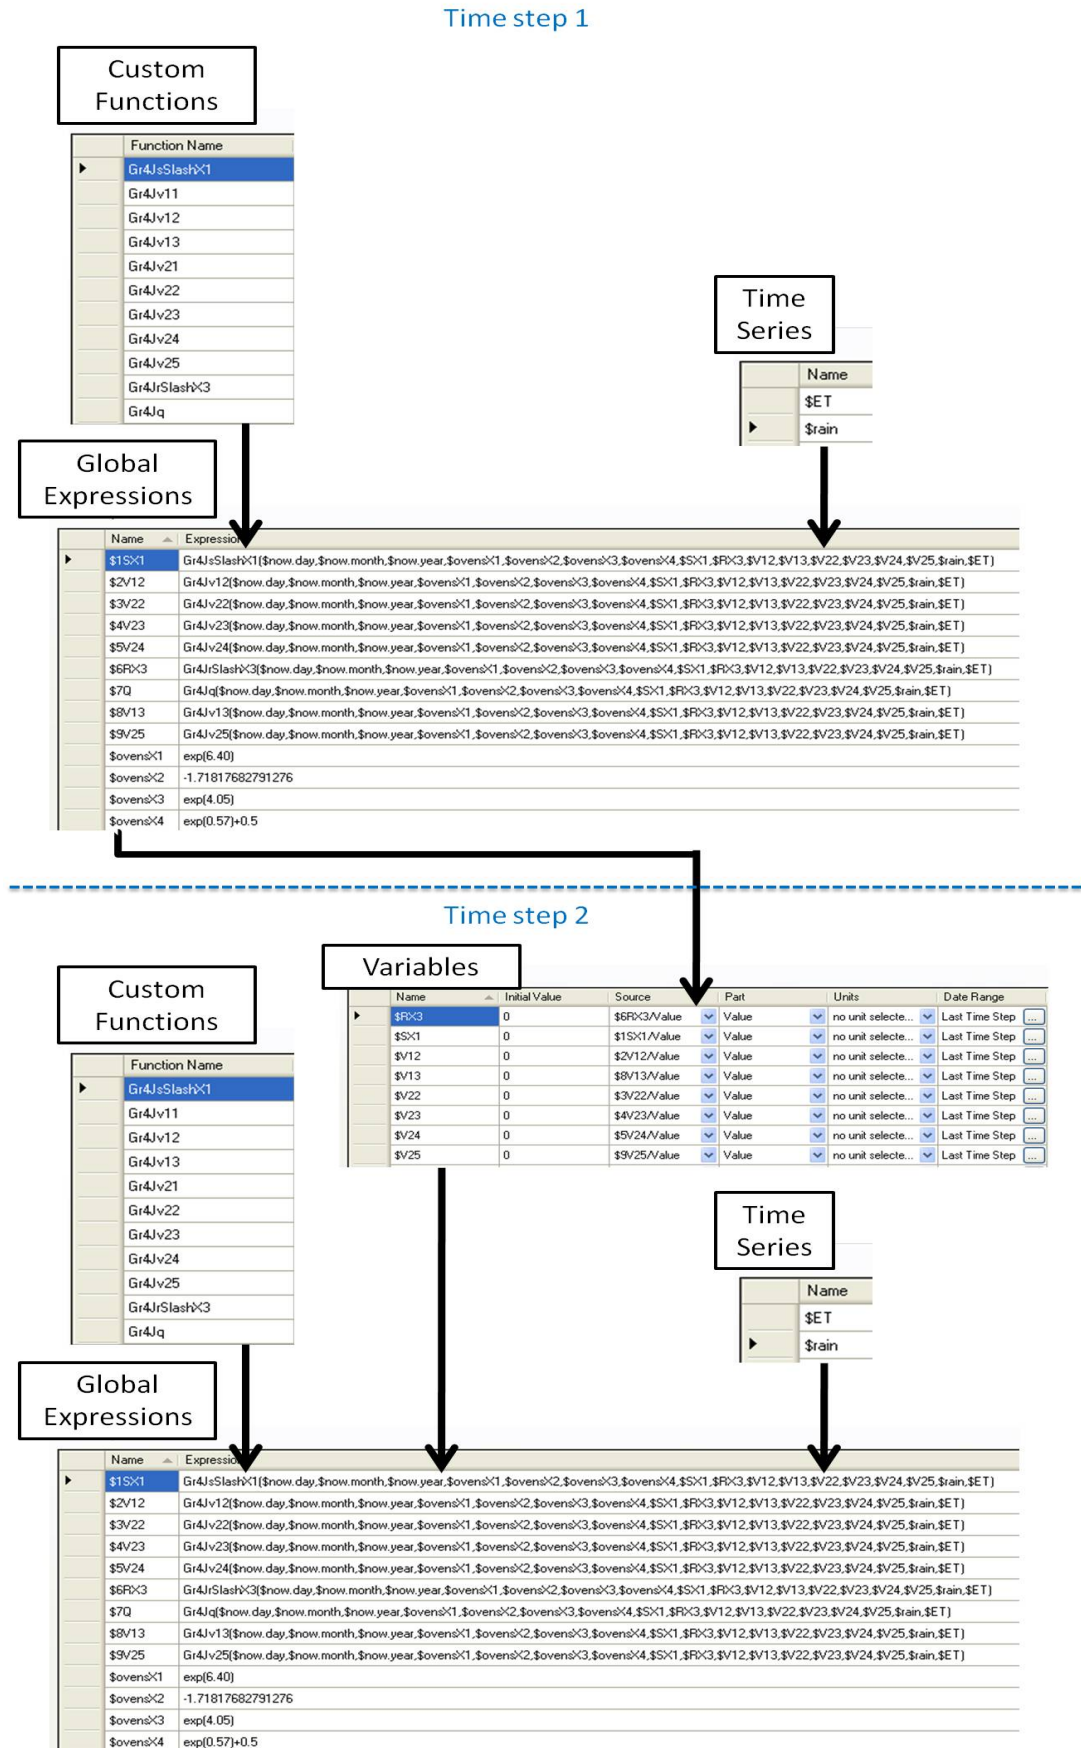 Time step 1
Custom
Functions
Function Name
Gr4JsSlashX1
Gr4Jv11
Gr4Jv12
Gr4Jv13
Gr4Jv21
Gr4Jv22
Gr4Jv23
Gr4Jv24
Gr4Jv25
Gr4JrSlashX3
Gr4Jq
Time
Series
Name
$ET
$rain
Global
Expressions
Name Expression
$1SX1 Gr4JsSlashX1($now.day,$now.month,$now.year,$ovensX1,$ovensX2,$ovensX3,$ovensX4,$SX1,$RX3,$V12,$V13,$V22,$V23,$V24,$V25,$rain,$ET)
$2V12 Gr4Jv12($now.day,$now.month,$now.year,$ovensX1,$ovensX2,$ovensX3,$ovensX4,$SX1,$RX3,$V12,$V13,$V22,$V23,$V24,$V25,$rain,$ET)
$3V22 Gr4Jv22($now.day,$now.month,$now.year,$ovensX1,$ovensX2,$ovensX3,$ovensX4,$SX1,$RX3,$V12,$V13,$V22,$V23,$V24,$V25,$rain,$ET)
$4V23 Gr4Jv23($now.day,$now.month,$now.year,$ovensX1,$ovensX2,$ovensX3,$ovensX4,$SX1,$RX3,$V12,$V13,$V22,$V23,$V24,$V25,$rain,$ET)
$5V24 Gr4Jv24($now.day,$now.month,$now.year,$ovensX1,$ovensX2,$ovensX3,$ovensX4,$SX1,$RX3,$V12,$V13,$V22,$V23,$V24,$V25,$rain,$ET)
$6RX3 Gr4JrSlashX3($now.day,$now.month,$now.year,$ovensX1,$ovensX2,$ovensX3,$ovensX4,$SX1,$RX3,$V12,$V13,$V22,$V23,$V24,$V25,$rain,$ET)
$7Q Gr4Jq($now.day,$now.month,$now.year,$ovensX1,$ovensX2,$ovensX3,$ovensX4,$SX1,$RX3,$V12,$V13,$V22,$V23,$V24,$V25,$rain,$ET)
$8V13 Gr4Jv13($now.day,$now.month,$now.year,$ovensX1,$ovensX2,$ovensX3,$ovensX4,$SX1,$RX3,$V12,$V13,$V22,$V23,$V24,$V25,$rain,$ET)
$9V25 Gr4Jv25($now.day,$now.month,$now.year,$ovensX1,$ovensX2,$ovensX3,$ovensX4,$SX1,$RX3,$V12,$V13,$V22,$V23,$V24,$V25,$rain,$ET)
$ovensX1 exp(6.40)
$ovensX2 -1.71817682791276
$ovensX3 exp(4.05)
$ovensX4 exp(0.57)+0.5
Time step 2
Variables
Name Initial Value Source Part Units Date Range
$RX3 0 $6RX3/Value Value no unit selecte... Last Time Step ...
$SX1 0 $1SX1/Value Value no unit selecte... Last Time Step ...
$V12 0 $2V12/Value Value no unit selecte... Last Time Step ...
$V13 0 $8V13/Value Value no unit selecte... Last Time Step ...
$V22 0 $3V22/Value Value no unit selecte... Last Time Step ...
$V23 0 $4V23/Value Value no unit selecte... Last Time Step ...
$V24 0 $5V24/Value Value no unit selecte... Last Time Step ...
$V25 0 $9V25/Value Value no unit selecte... Last Time Step ...
Custom
Functions
Function Name
Gr4JsSlashX1
Gr4Jv11
Gr4Jv12
Gr4Jv13
Gr4Jv21
Gr4Jv22
Gr4Jv23
Gr4Jv24
Gr4Jv25
Gr4JrSlashX3
Gr4Jq
Time
Series
Name
$ET
$rain
Global
Expressions
Name Expression
$1SX1 Gr4JsSlashX1($now.day,$now.month,$now.year,$ovensX1,$ovensX2,$ovensX3,$ovensX4,$SX1,$RX3,$V12,$V13,$V22,$V23,$V24,$V25,$rain,$ET)
$2V12 Gr4Jv12($now.day,$now.month,$now.year,$ovensX1,$ovensX2,$ovensX3,$ovensX4,$SX1,$RX3,$V12,$V13,$V22,$V23,$V24,$V25,$rain,$ET)
$3V22 Gr4Jv22($now.day,$now.month,$now.year,$ovensX1,$ovensX2,$ovensX3,$ovensX4,$SX1,$RX3,$V12,$V13,$V22,$V23,$V24,$V25,$rain,$ET)
$4V23 Gr4Jv23($now.day,$now.month,$now.year,$ovensX1,$ovensX2,$ovensX3,$ovensX4,$SX1,$RX3,$V12,$V13,$V22,$V23,$V24,$V25,$rain,$ET)
$5V24 Gr4Jv24($now.day,$now.month,$now.year,$ovensX1,$ovensX2,$ovensX3,$ovensX4,$SX1,$RX3,$V12,$V13,$V22,$V23,$V24,$V25,$rain,$ET)
$6RX3 Gr4JrSlashX3($now.day,$now.month,$now.year,$ovensX1,$ovensX2,$ovensX3,$ovensX4,$SX1,$RX3,$V12,$V13,$V22,$V23,$V24,$V25,$rain,$ET)
$7Q Gr4Jq($now.day,$now.month,$now.year,$ovensX1,$ovensX2,$ovensX3,$ovensX4,$SX1,$RX3,$V12,$V13,$V22,$V23,$V24,$V25,$rain,$ET)
$8V13 Gr4Jv13($now.day,$now.month,$now.year,$ovensX1,$ovensX2,$ovensX3,$ovensX4,$SX1,$RX3,$V12,$V13,$V22,$V23,$V24,$V25,$rain,$ET)
$9V25 Gr4Jv25($now.day,$now.month,$now.year,$ovensX1,$ovensX2,$ovensX3,$ovensX4,$SX1,$RX3,$V12,$V13,$V22,$V23,$V24,$V25,$rain,$ET)
$ovensX1 exp(6.40)
$ovensX2 -1.71817682791276
$ovensX3 exp(4.05)
$ovensX4 exp(0.57)+0.5